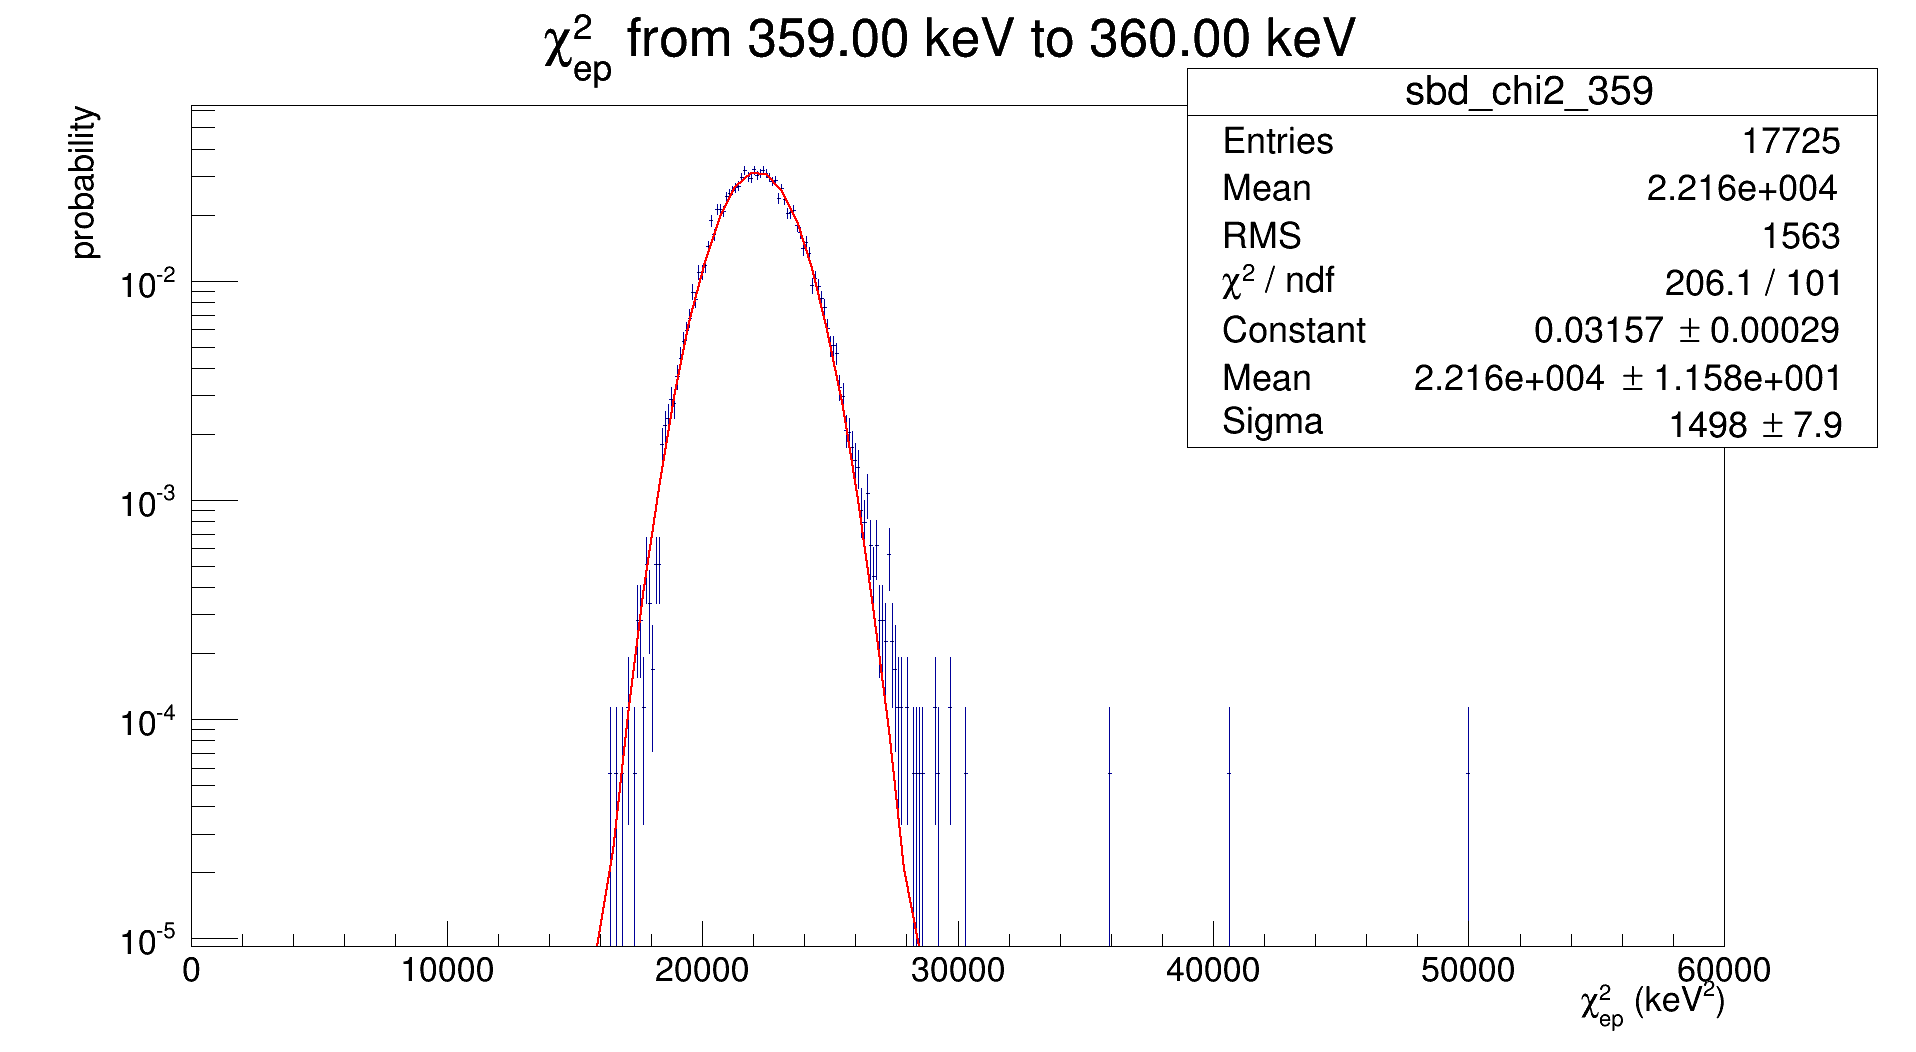 χ²ep from 359.00 keV to 360.00 keV
sbd_chi2_359
Entries 17725
Mean 2.216e+004
RMS 1563
χ² / ndf 206.1 / 101
Constant 0.03157 ± 0.00029
Mean 2.216e+004 ± 1.158e+001
Sigma 1498 ± 7.9
probability
10⁻²
10⁻³
10⁻⁴
10⁻⁵
0 10000 20000 30000 40000 50000 60000
χ²ep (keV²)